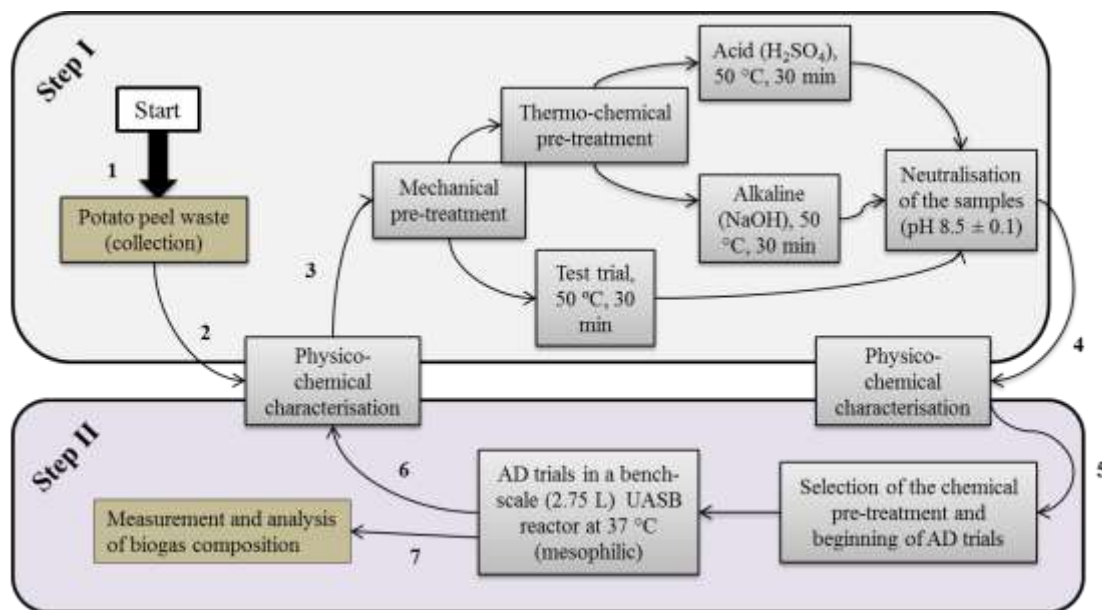 Step I
Start
1
Potato peel waste
(collection)
2
Physico-
chemical
characterisation
3
Mechanical
pre-treatment
Thermo-chemical
pre-treatment
Acid (H₂SO₄),
50 °C, 30 min
Alkaline
(NaOH), 50
°C, 30 min
Test trial,
50 °C, 30
min
Neutralisation
of the samples
(pH 8.5 ± 0.1)
4
Physico-
chemical
characterisation
Step II
5
Selection of the chemical
pre-treatment and
beginning of AD trials
AD trials in a bench-
scale (2.75 L) UASB
reactor at 37 °C
(mesophilic)
6
7
Measurement and analysis
of biogas composition